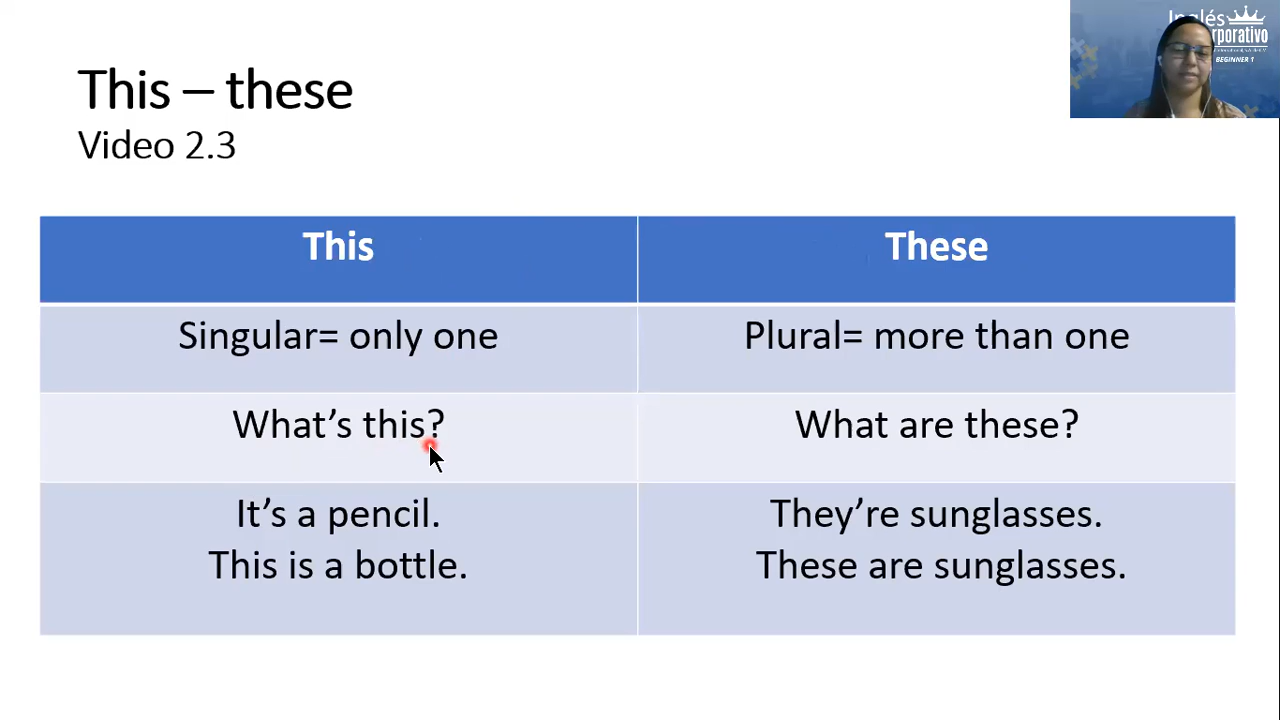 This – these
Video 2.3
Inglés
rporativo
BEGINNER 1
This
These
Singular= only one
Plural= more than one
What's this?
What are these?
It's a pencil.
This is a bottle.
They're sunglasses.
These are sunglasses.